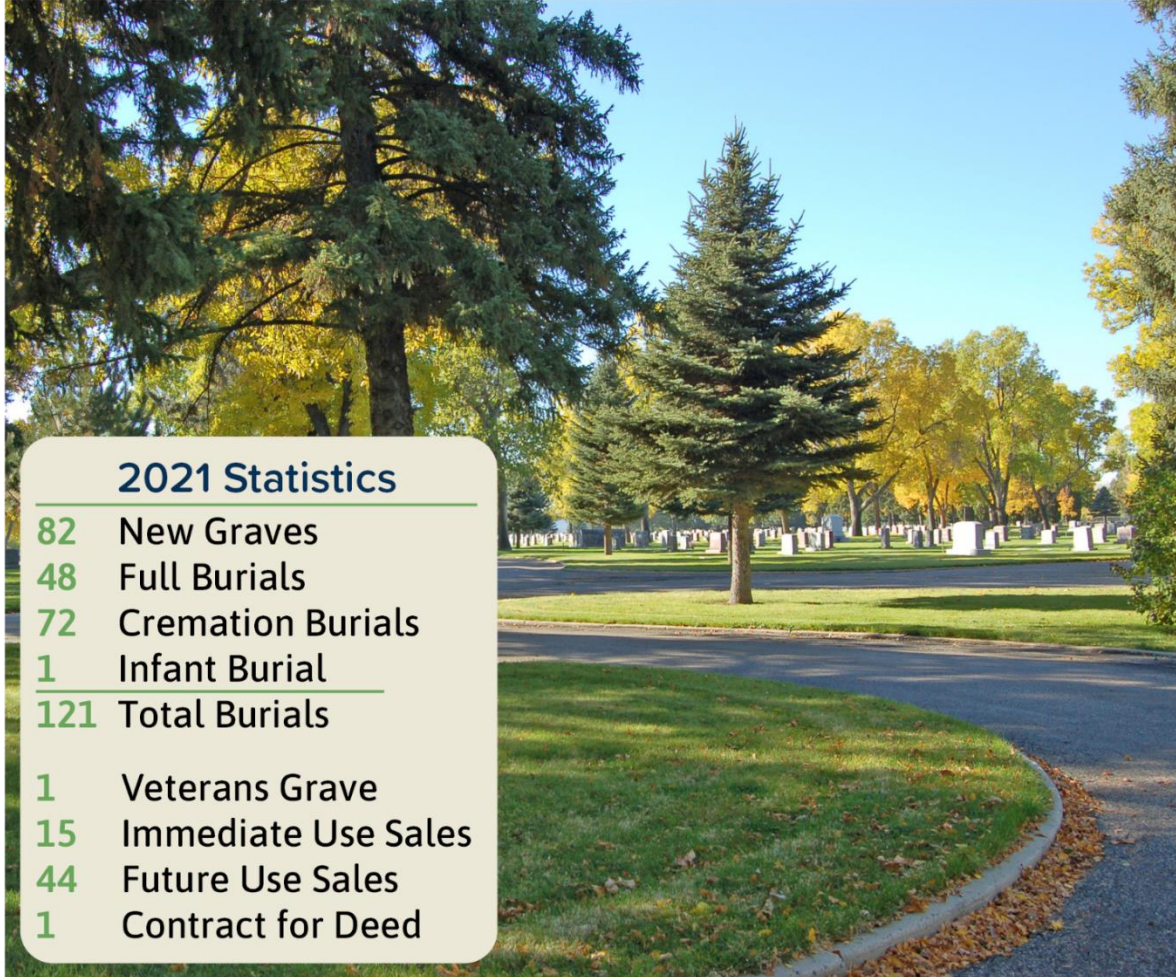 2021 Statistics
82 New Graves
48 Full Burials
72 Cremation Burials
1 Infant Burial
121 Total Burials
1 Veterans Grave
15 Immediate Use Sales
44 Future Use Sales
1 Contract for Deed